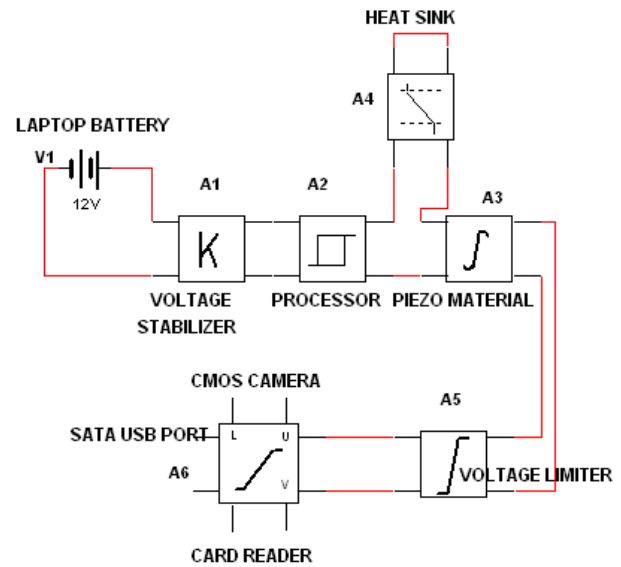 HEAT SINK
A4
LAPTOP BATTERY
V1
12V
A1
A2
A3
K
VOLTAGE
STABILIZER
PROCESSOR
PIEZO MATERIAL
CMOS CAMERA
A5
SATA USB PORT
L
U
A6
V
VOLTAGE LIMITER
CARD READER